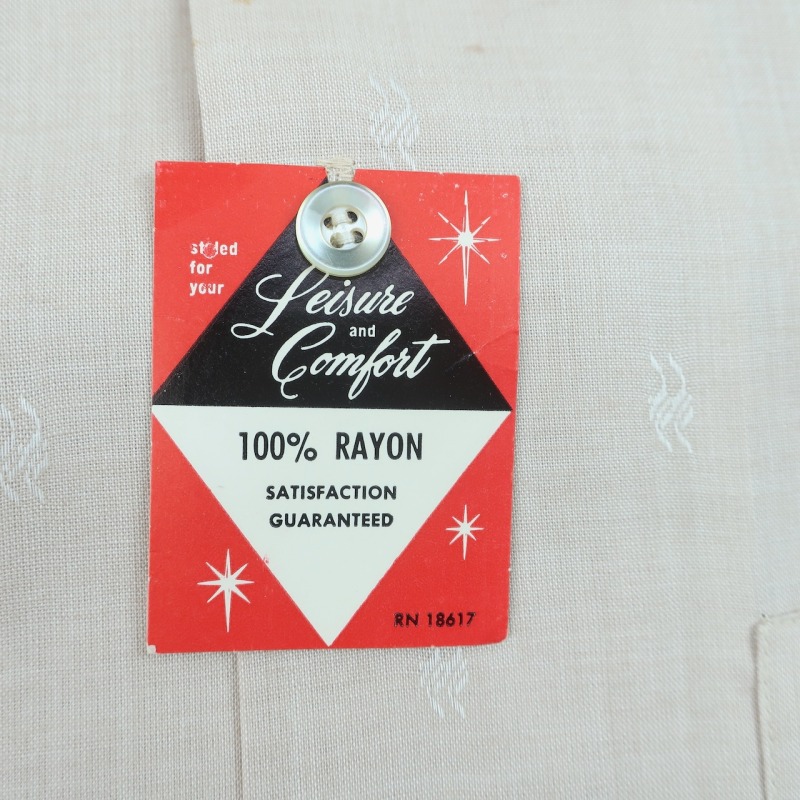 styled
for
your
Leisure
and
Comfort
100% RAYON
SATISFACTION
GUARANTEED
RN 18617